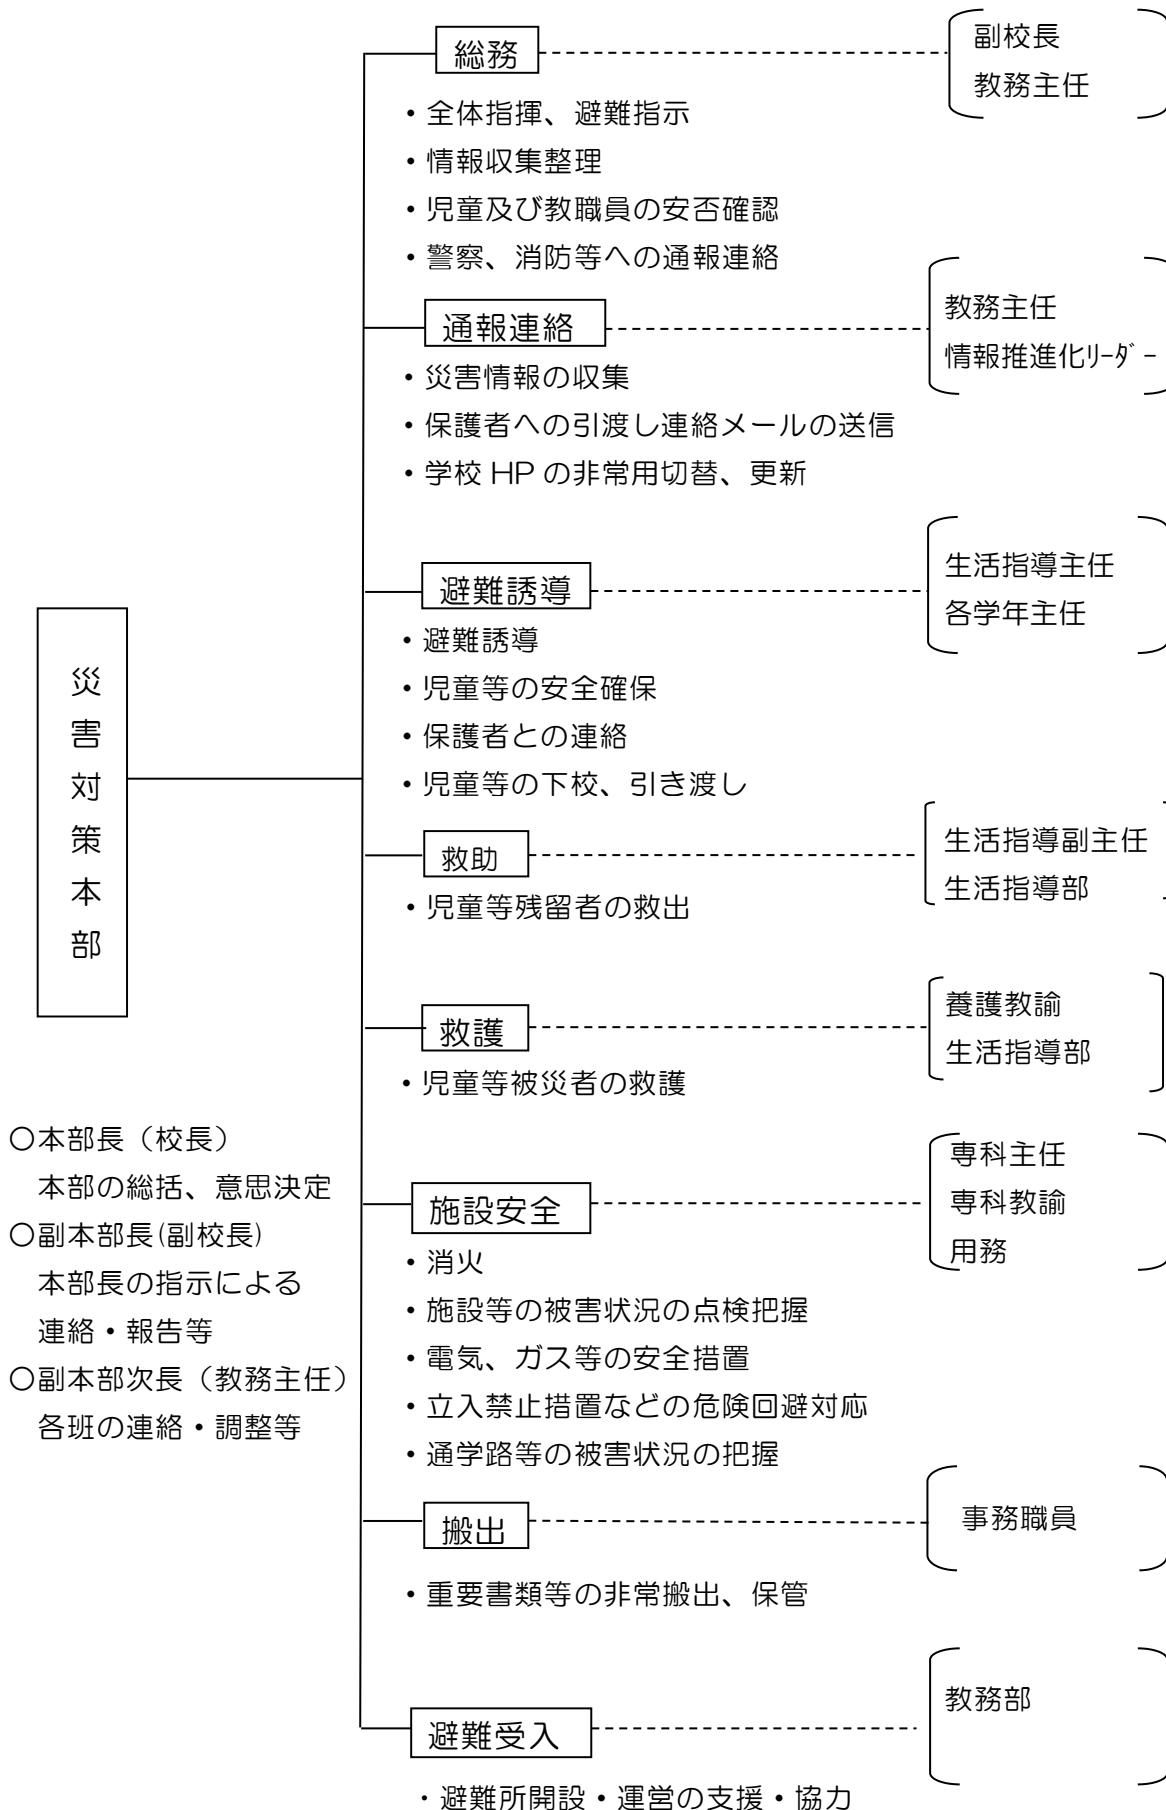 総務
副校長
教務主任
・全体指揮、避難指示
・情報収集整理
・児童及び教職員の安否確認
・警察、消防等への通報連絡
通報連絡
教務主任
情報推進化ﾘｰﾀﾞｰ
・災害情報の収集
・保護者への引渡し連絡メールの送信
・学校 HP の非常用切替、更新
避難誘導
生活指導主任
各学年主任
・避難誘導
・児童等の安全確保
・保護者との連絡
・児童等の下校、引き渡し
災害対策本部
救助
生活指導副主任
生活指導部
・児童等残留者の救出
救護
養護教諭
生活指導部
・児童等被災者の救護
〇本部長（校長）
本部の総括、意思決定
〇副本部長(副校長)
本部長の指示による
連絡・報告等
〇副本部次長（教務主任）
各班の連絡・調整等
施設安全
専科主任
専科教諭
用務
・消火
・施設等の被害状況の点検把握
・電気、ガス等の安全措置
・立入禁止措置などの危険回避対応
・通学路等の被害状況の把握
搬出
事務職員
・重要書類等の非常搬出、保管
避難受入
教務部
・避難所開設・運営の支援・協力